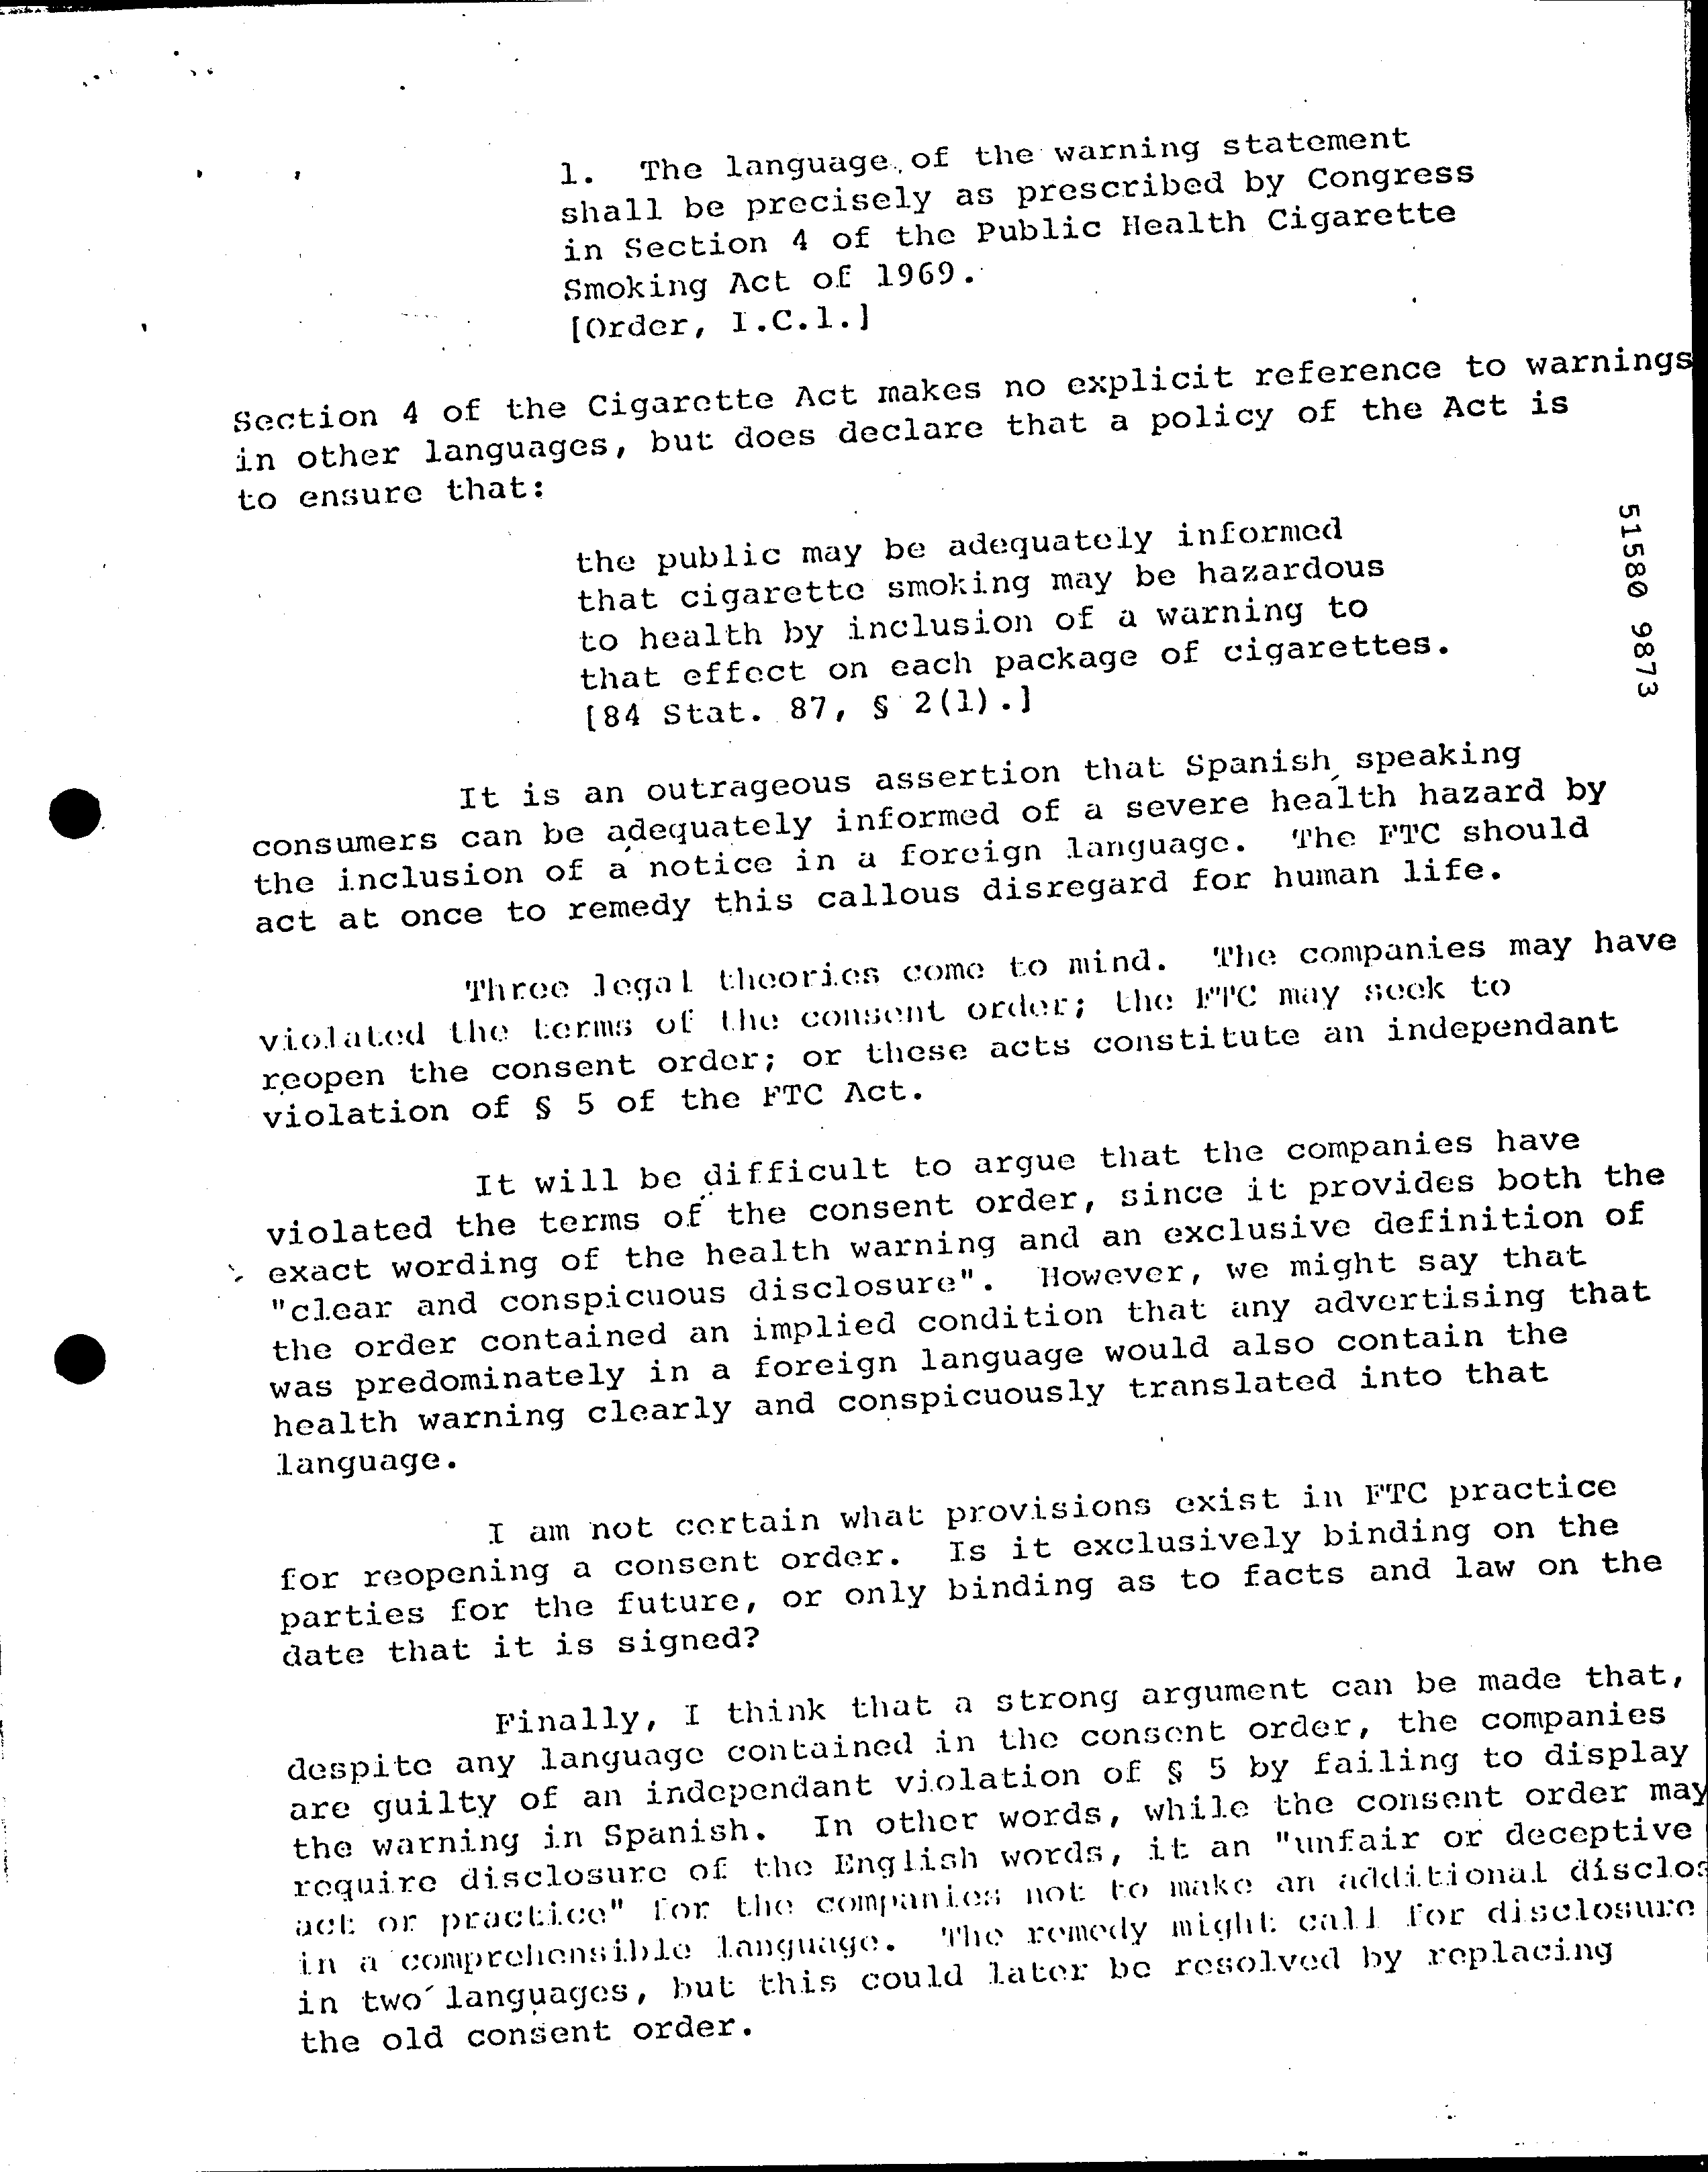 1. The language of the warning statement
shall be precisely as prescribed by Congress
in Section 4 of the Public Health Cigarette
Smoking Act of 1969.
[Order, I.C.1.]
Section 4 of the Cigarette Act makes no explicit reference to warnings
in other languages, but does declare that a policy of the Act is
to ensure that:
the public may be adequately informed
that cigarette smoking may be hazardous
to health by inclusion of a warning to
that effect on each package of cigarettes.
[84 Stat. 87, § 2(1).]
51580 9873
It is an outrageous assertion that Spanish speaking
consumers can be adequately informed of a severe health hazard by
the inclusion of a notice in a foreign language. The FTC should
act at once to remedy this callous disregard for human life.
Three legal theories come to mind. The companies may have
violated the terms of the consent order; the FTC may seek to
reopen the consent order; or these acts constitute an independant
violation of § 5 of the FTC Act.
It will be difficult to argue that the companies have
violated the terms of the consent order, since it provides both the
exact wording of the health warning and an exclusive definition of
"clear and conspicuous disclosure". However, we might say that
the order contained an implied condition that any advertising that
was predominately in a foreign language would also contain the
health warning clearly and conspicuously translated into that
language.
I am not certain what provisions exist in FTC practice
for reopening a consent order. Is it exclusively binding on the
parties for the future, or only binding as to facts and law on the
date that it is signed?
Finally, I think that a strong argument can be made that,
despite any language contained in the consent order, the companies
are guilty of an independant violation of § 5 by failing to display
the warning in Spanish. In other words, while the consent order may
require disclosure of the English words, it an "unfair or deceptive
act or practice" for the companies not to make an additional disclos
in a comprehensible language. The remedy might call for disclosure
in two languages, but this could later be resolved by replacing
the old consent order.